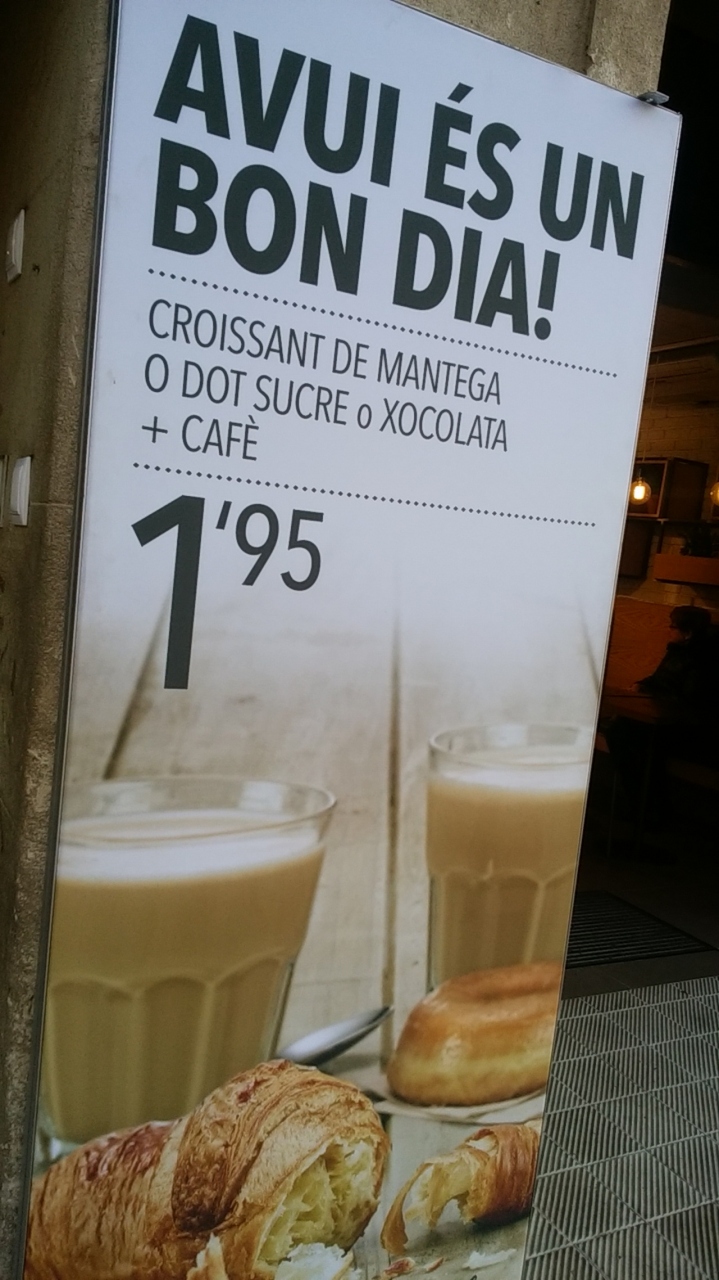 AVUI ÉS UN
BON DIA!
CROISSANT DE MANTEGA
O DOT SUCRE o XOCOLATA
+ CAFÈ
1'95